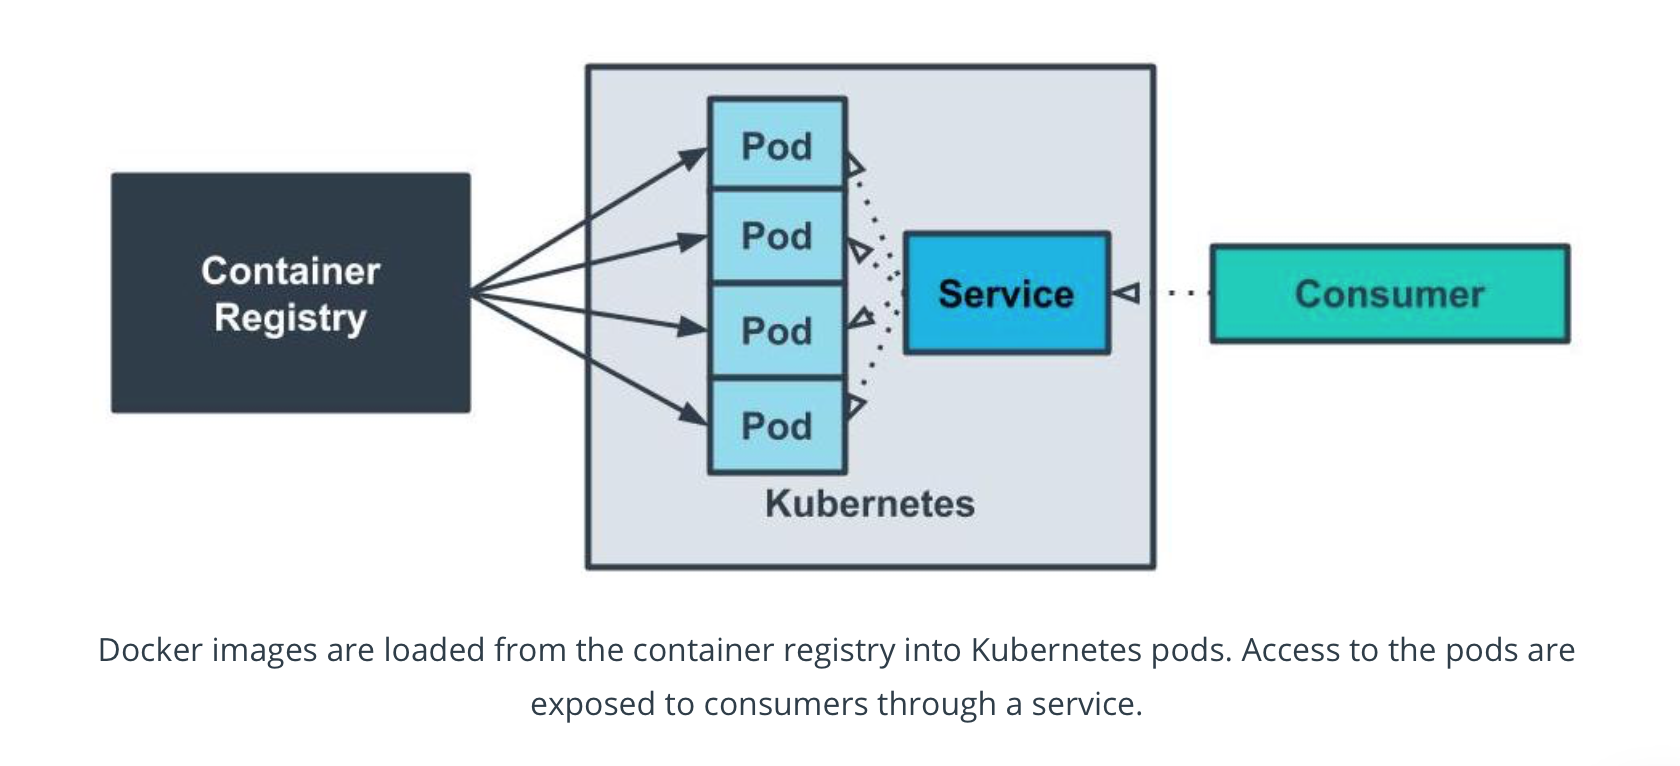 Container
Registry
Pod
Pod
Pod
Pod
Service
Consumer
Kubernetes
Docker images are loaded from the container registry into Kubernetes pods. Access to the pods are
exposed to consumers through a service.